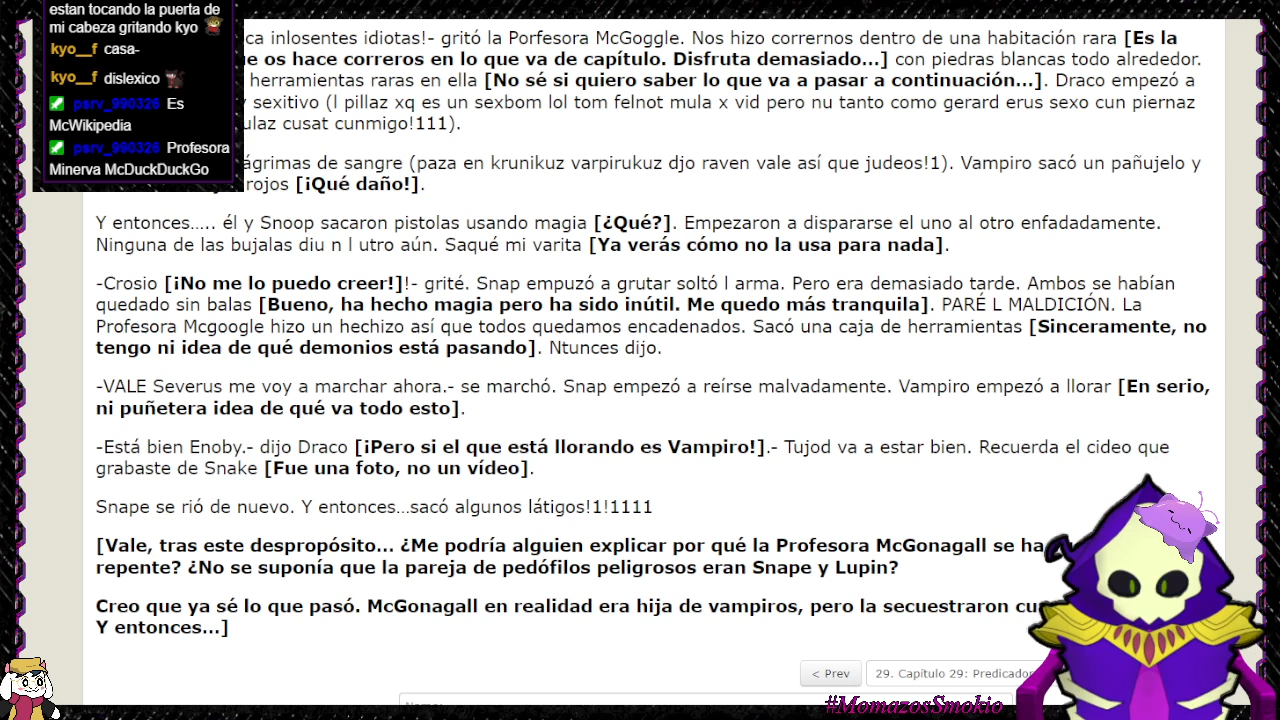 estan tocando la puerta de
mi cabeza gritando kyo
kyo__f casa-
kyo__f dislexico
psrv_990326 Es
McWikipedia
psrv_990326 Profesora
Minerva McDuckDuckGo
ca inlosentes idiotas!- gritó la Porfesora McGoggle. Nos hizo corrernos dentro de una habitación rara [Es la
e os hace correros en lo que va de capítulo. Disfruta demasiado...] con piedras blancas todo alrededor.
herramientas raras en ella [No sé si quiero saber lo que va a pasar a continuación...]. Draco empezó a
y sexitivo (l pillaz xq es un sexbom lol tom felnot mula x vid pero nu tanto como gerard erus sexo cun piernaz
ulaz cusat cunmigo!111).
ágrimas de sangre (paza en krunikuz varpirukuz djo raven vale así que judeos!1). Vampiro sacó un pañujelo y
rojos [¡Qué daño!].
Y entonces….. él y Snoop sacaron pistolas usando magia [¿Qué?]. Empezaron a dispararse el uno al otro enfadadamente.
Ninguna de las bujalas diu n l utro aún. Saqué mi varita [Ya verás cómo no la usa para nada].
-Crosio [¡No me lo puedo creer!]!- grité. Snap empuzó a grutar soltó l arma. Pero era demasiado tarde. Ambos se habían
quedado sin balas [Bueno, ha hecho magia pero ha sido inútil. Me quedo más tranquila]. PARÉ L MALDICIÓN. La
Profesora Mcgoogle hizo un hechizo así que todos quedamos encadenados. Sacó una caja de herramientas [Sinceramente, no
tengo ni idea de qué demonios está pasando]. Ntunces dijo.
-VALE Severus me voy a marchar ahora.- se marchó. Snap empezó a reírse malvadamente. Vampiro empezó a llorar [En serio,
ni puñetera idea de qué va todo esto].
-Está bien Enoby.- dijo Draco [¡Pero si el que está llorando es Vampiro!].- Tujod va a estar bien. Recuerda el cideo que
grabaste de Snake [Fue una foto, no un vídeo].
Snape se rió de nuevo. Y entonces…sacó algunos látigos!1!1111
[Vale, tras este despropósito... ¿Me podría alguien explicar por qué la Profesora McGonagall se ha
repente? ¿No se suponía que la pareja de pedófilos peligrosos eran Snape y Lupin?
Creo que ya sé lo que pasó. McGonagall en realidad era hija de vampiros, pero la secuestraron
Y entonces...]
< Prev
29. Capítulo 29: Predicador
#MomazosSmokio